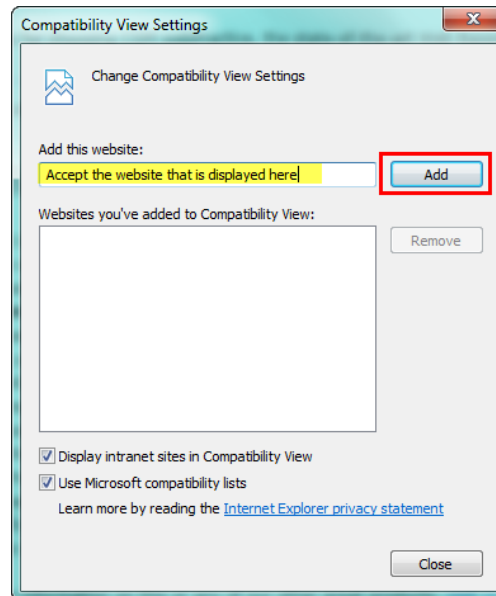 Compatibility View Settings
Change Compatibility View Settings
Add this website:
Accept the website that is displayed here
Add
Websites you've added to Compatibility View:
Remove
Display intranet sites in Compatibility View
Use Microsoft compatibility lists
Learn more by reading the Internet Explorer privacy statement
Close